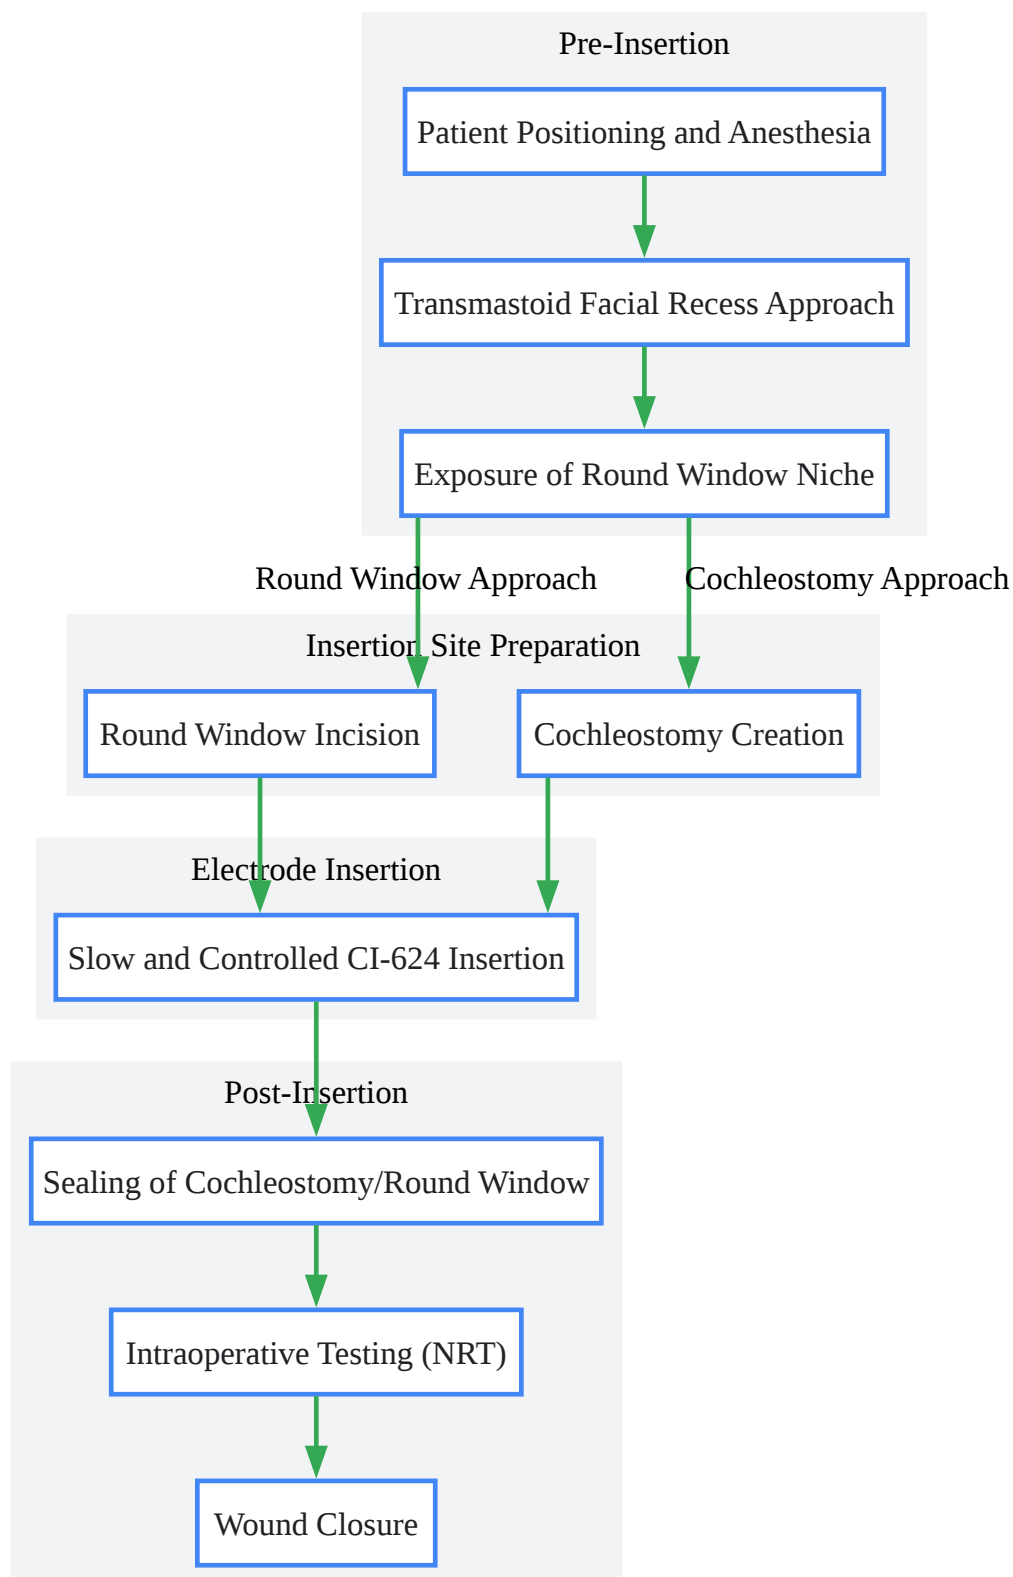 Pre-Insertion
Patient Positioning and Anesthesia
Transmastoid Facial Recess Approach
Exposure of Round Window Niche
Round Window Approach
Cochleostomy Approach
Insertion Site Preparation
Round Window Incision
Cochleostomy Creation
Electrode Insertion
Slow and Controlled CI-624 Insertion
Post-Insertion
Sealing of Cochleostomy/Round Window
Intraoperative Testing (NRT)
Wound Closure